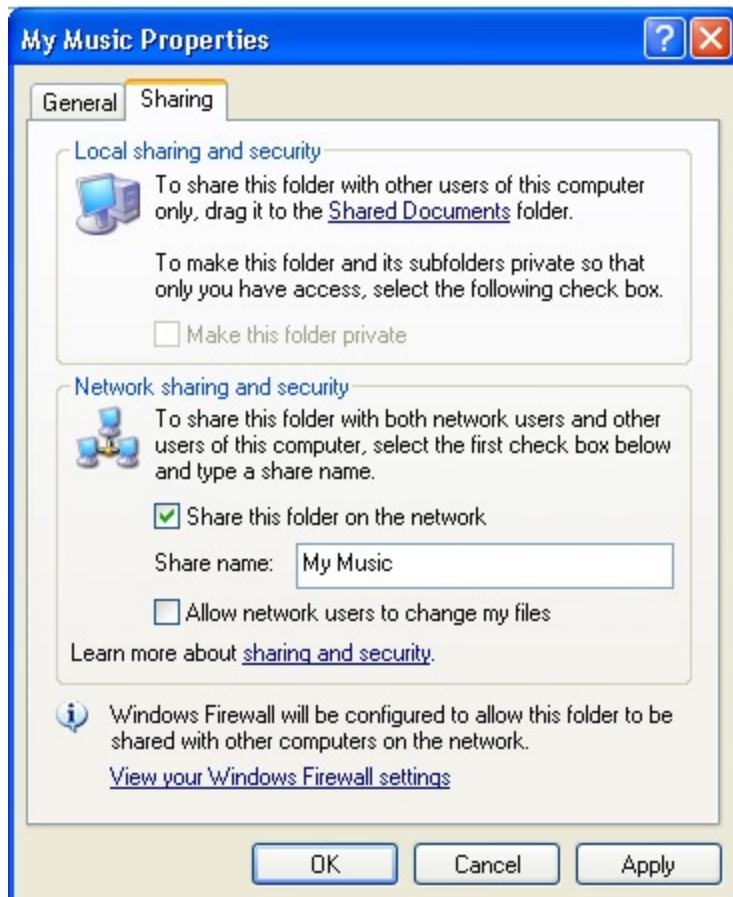 My Music Properties
?
General
Sharing
Local sharing and security
To share this folder with other users of this computer
only, drag it to the Shared Documents folder.
To make this folder and its subfolders private so that
only you have access, select the following check box.
Make this folder private
Network sharing and security
To share this folder with both network users and other
users of this computer, select the first check box below
and type a share name.
Share this folder on the network
Share name: My Music
Allow network users to change my files
Learn more about sharing and security.
Windows Firewall will be configured to allow this folder to be
shared with other computers on the network.
View your Windows Firewall settings
OK Cancel Apply